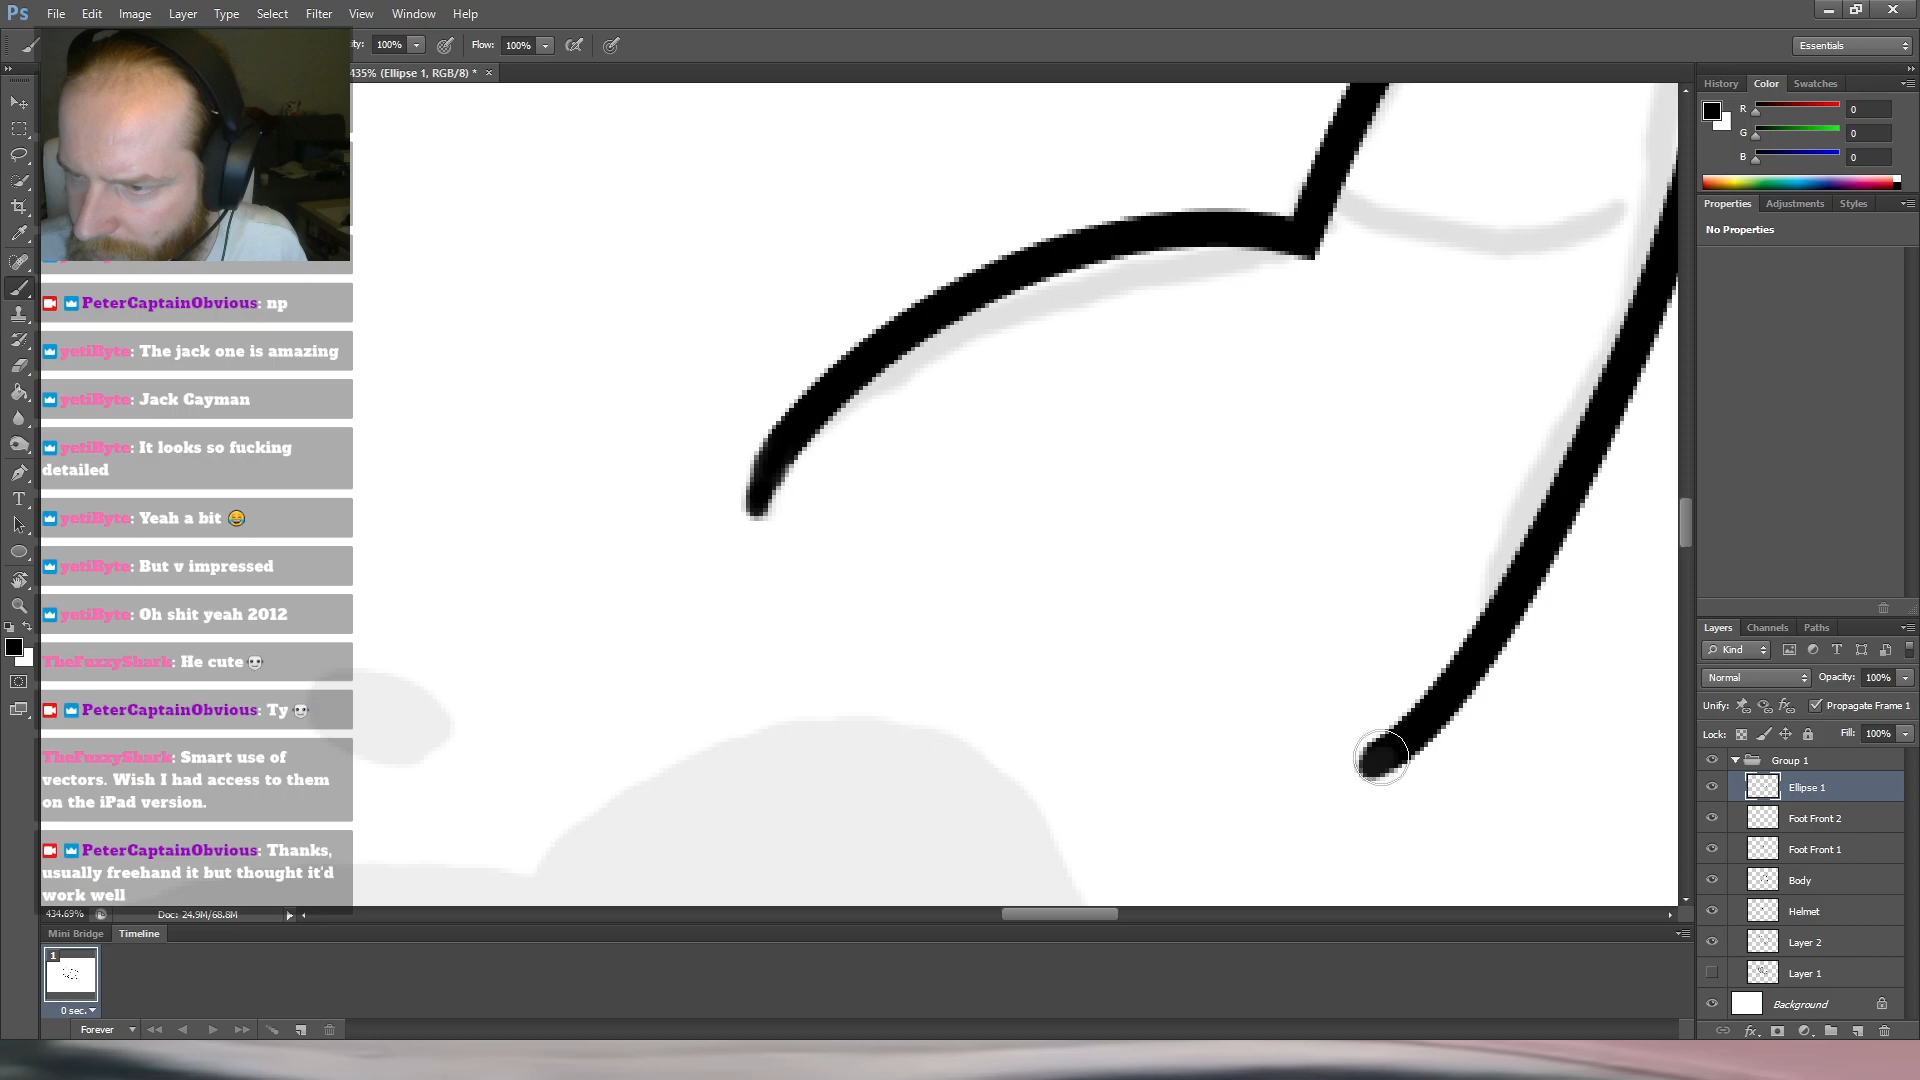 Ps File Edit Image Layer Type Select Filter View Window Help
ity: 100% Flow: 100% Essentials
435% (Ellipse 1, RGB/8) * ×
History Color Swatches
R 0
G 0
B 0
Properties Adjustments Styles
No Properties
PeterCaptainObvious: np
yetiByte: The jack one is amazing
yetiByte: Jack Cayman
yetiByte: It looks so fucking
detailed
yetiByte: Yeah a bit 😂
yetiByte: But v impressed
yetiByte: Oh shit yeah 2012
TheFuzzyShark: He cute
PeterCaptainObvious: Ty
TheFuzzyShark: Smart use of
vectors. Wish I had access to them
on the iPad version.
PeterCaptainObvious: Thanks,
usually freehand it but thought it'd
work well
Layers Channels Paths
Kind
Normal Opacity: 100%
Unify: Propagate Frame 1
Lock: Fill: 100%
Group 1
Ellipse 1
Foot Front 2
Foot Front 1
Body
Helmet
Layer 2
Layer 1
Background
434.69% Doc: 24.9M/68.8M
Mini Bridge Timeline
1
0 sec.
Forever